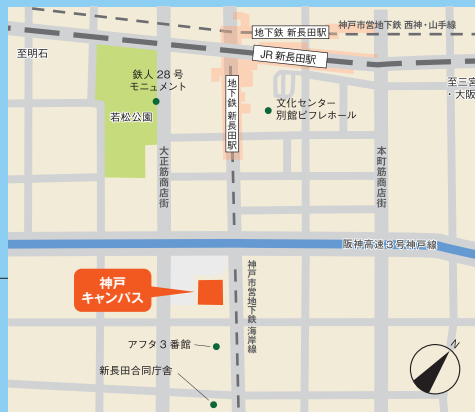 神戸市営地下鉄 西神・山手線
地下鉄 新長田駅
JR 新長田駅
至明石
至三宮
・大阪
鉄人28号
モニュメント
若松公園
地下鉄 新長田駅
文化センター
別館ピフレホール
大正筋商店街
本町筋商店街
阪神高速3号神戸線
神戸
キャンパス
神戸市営地下鉄 海岸線
アフタ3番館
新長田合同庁舎
N